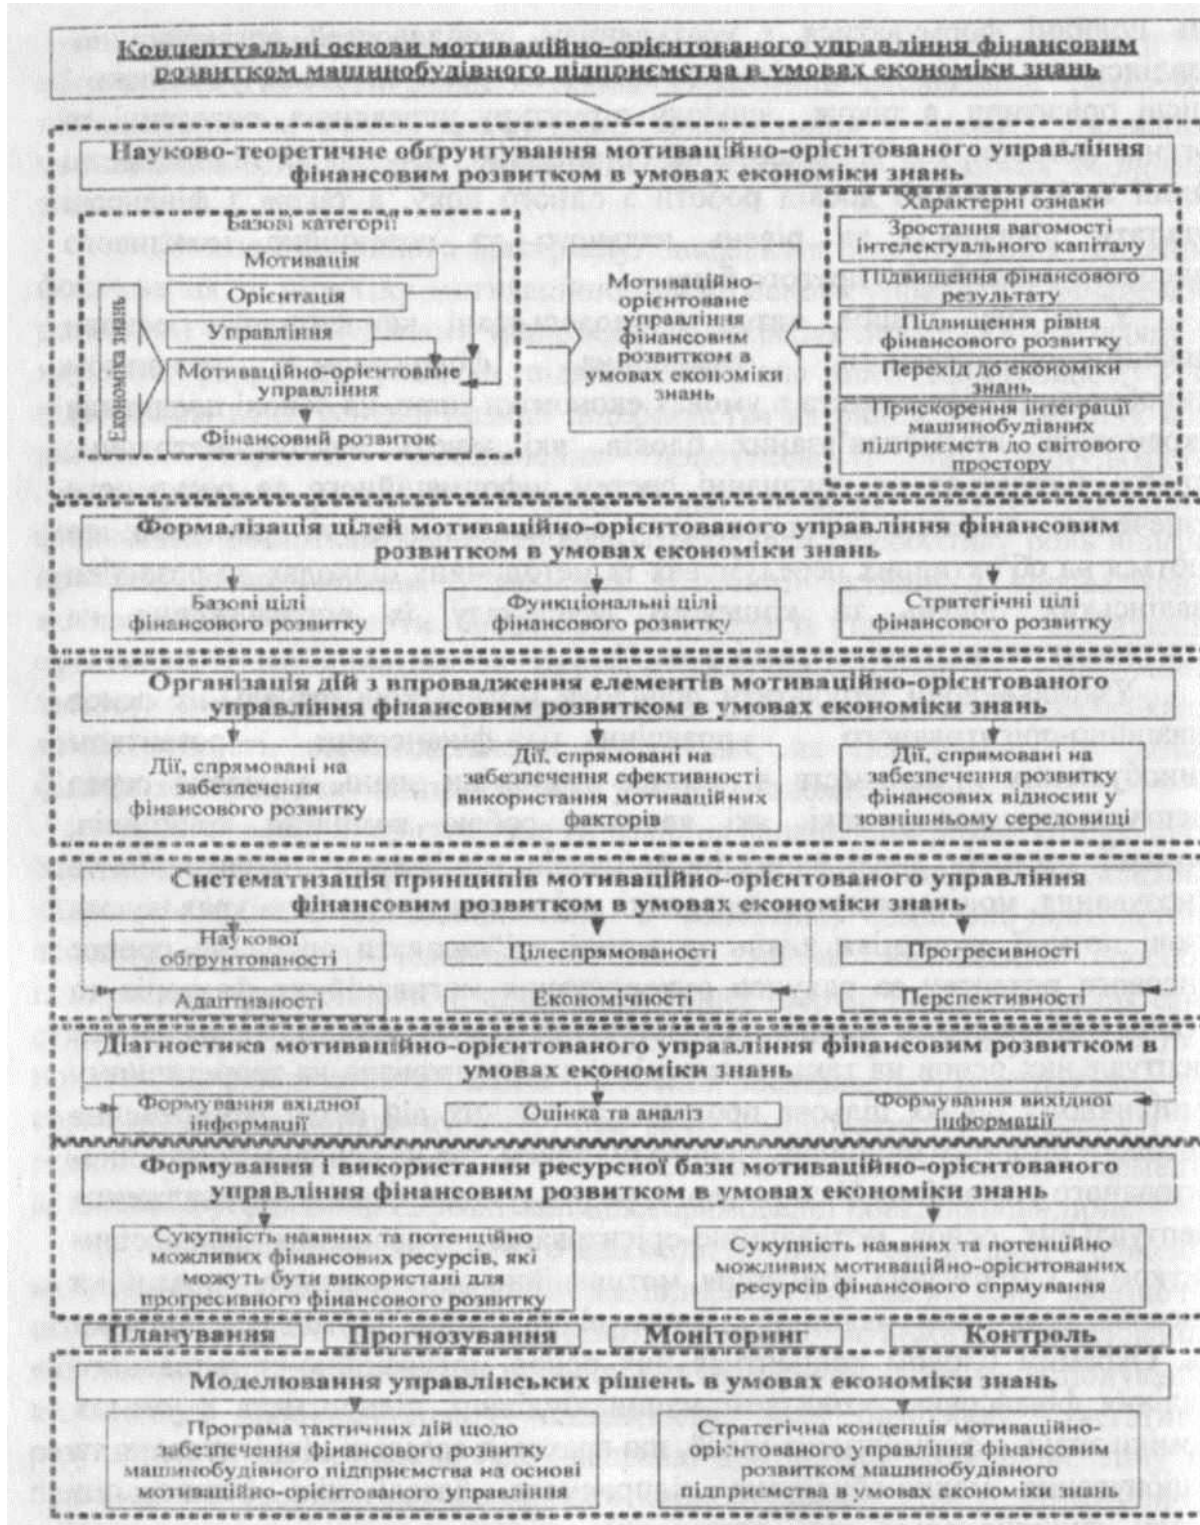 Концептуальні основи мотиваційно-орієнтованого управління фінансовим
розвитком машинобудівного підприємства в умовах економіки знань
Науково-теоретичне обґрунтування мотиваційно-орієнтованого управління
фінансовим розвитком в умовах економіки знань
Базові категорії
Економіка знань
Мотивація
Орієнтація
Управління
Мотиваційно-орієнтоване
управління
Фінансовий розвиток
Мотиваційно-
орієнтоване
управління
фінансовим
розвитком в
умовах економіки
знань
Характерні ознаки
Зростання вагомості
інтелектуального капіталу
Підвищення фінансового
результату
Підвищення рівня
фінансового розвитку
Перехід до економіки
знань
Прискорення інтеграції
машинобудівних
підприємств до світового
простору
Формалізація цілей мотиваційно-орієнтованого управління фінансовим
розвитком в умовах економіки знань
Базові цілі
фінансового розвитку
Функціональні цілі
фінансового розвитку
Стратегічні цілі
фінансового розвитку
Організація дій з впровадження елементів мотиваційно-орієнтованого
управління фінансовим розвитком в умовах економіки знань
Дії, спрямовані на
забезпечення
фінансового розвитку
Дії, спрямовані на
забезпечення ефективності
використання мотиваційних
факторів
Дії, спрямовані на
забезпечення розвитку
фінансових відносин у
зовнішньому середовищі
Систематизація принципів мотиваційно-орієнтованого управління
фінансовим розвитком в умовах економіки знань
Наукової
обґрунтованості
Цілеспрямованості
Прогресивності
Адаптивності
Економічності
Перспективності
Діагностика мотиваційно-орієнтованого управління фінансовим розвитком в
умовах економіки знань
Формування вхідної
інформації
Оцінка та аналіз
Формування вихідної
інформації
Формування і використання ресурсної бази мотиваційно-орієнтованого
управління фінансовим розвитком в умовах економіки знань
Сукупність наявних та потенційно
можливих фінансових ресурсів, які
можуть бути використані для
прогресивного фінансового розвитку
Сукупність наявних та потенційно
можливих мотиваційно-орієнтованих
ресурсів фінансового спрмування
Планування
Прогнозування
Моніторинг
Контроль
Моделювання управлінських рішень в умовах економіки знань
Програма тактичних дій щодо
забезпечення фінансового розвитку
машинобудівного підприємства на основі
мотиваційно-орієнтованого управління
Стратегічна концепція мотиваційно-
орієнтованого управління фінансовим
розвитком машинобудівного
підприємства в умовах економіки знань